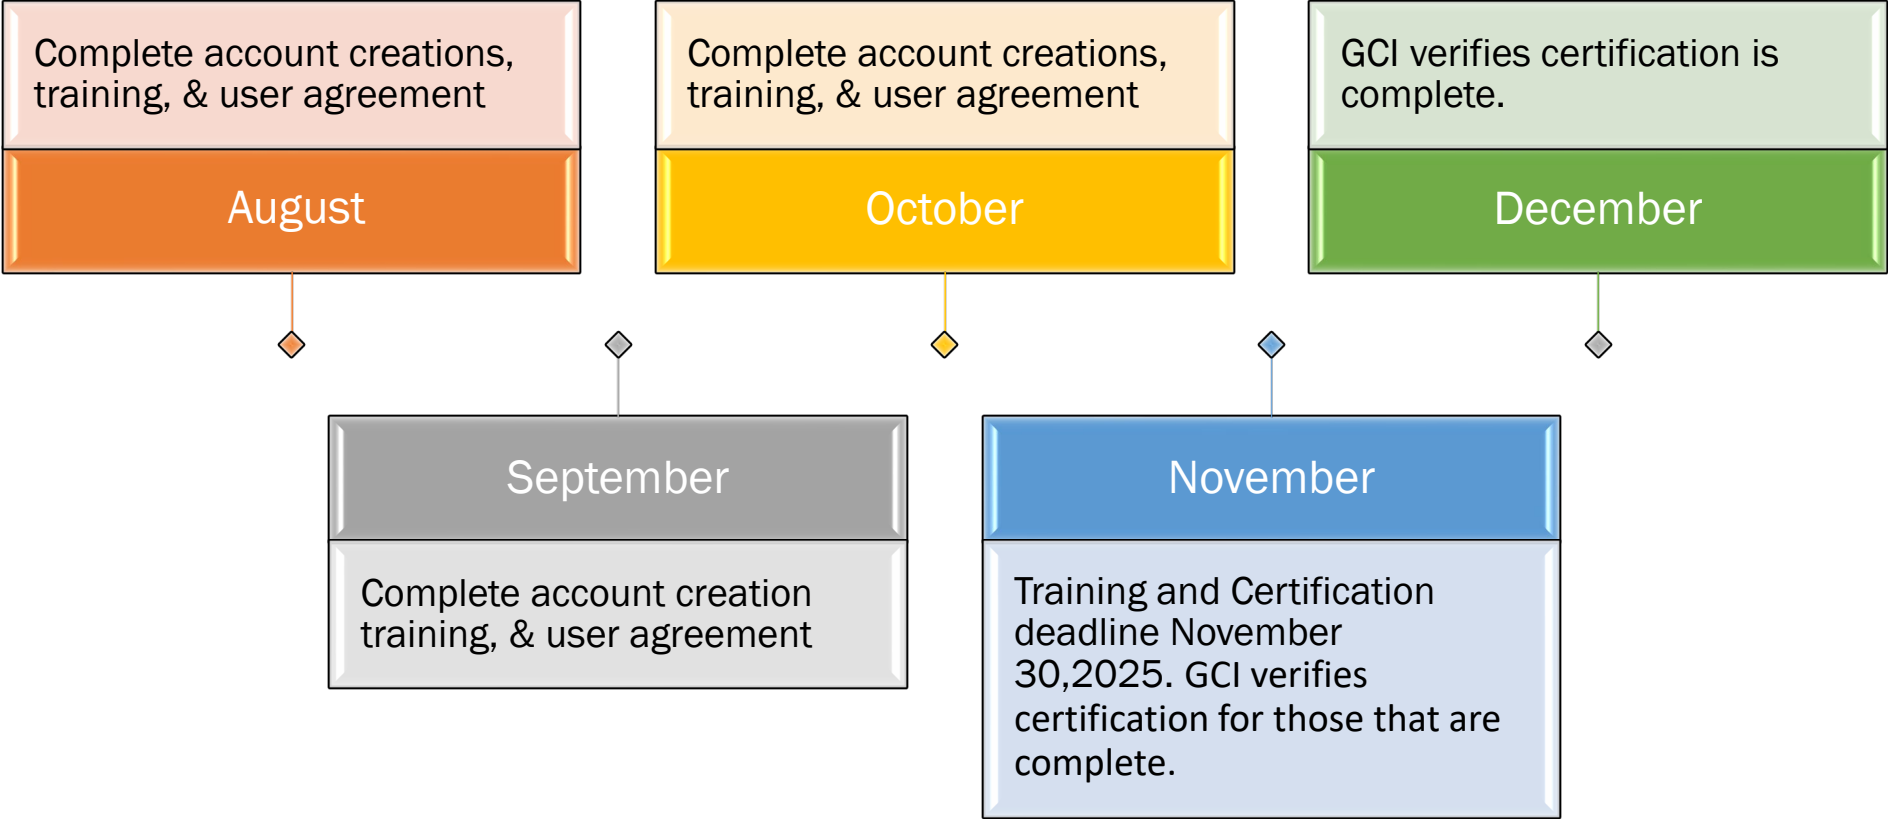 Complete account creations,
training, & user agreement
August
September
Complete account creation
training, & user agreement
Complete account creations,
training, & user agreement
October
November
Training and Certification
deadline November
30,2025. GCI verifies
certification for those that are
complete.
GCI verifies certification is
complete.
December